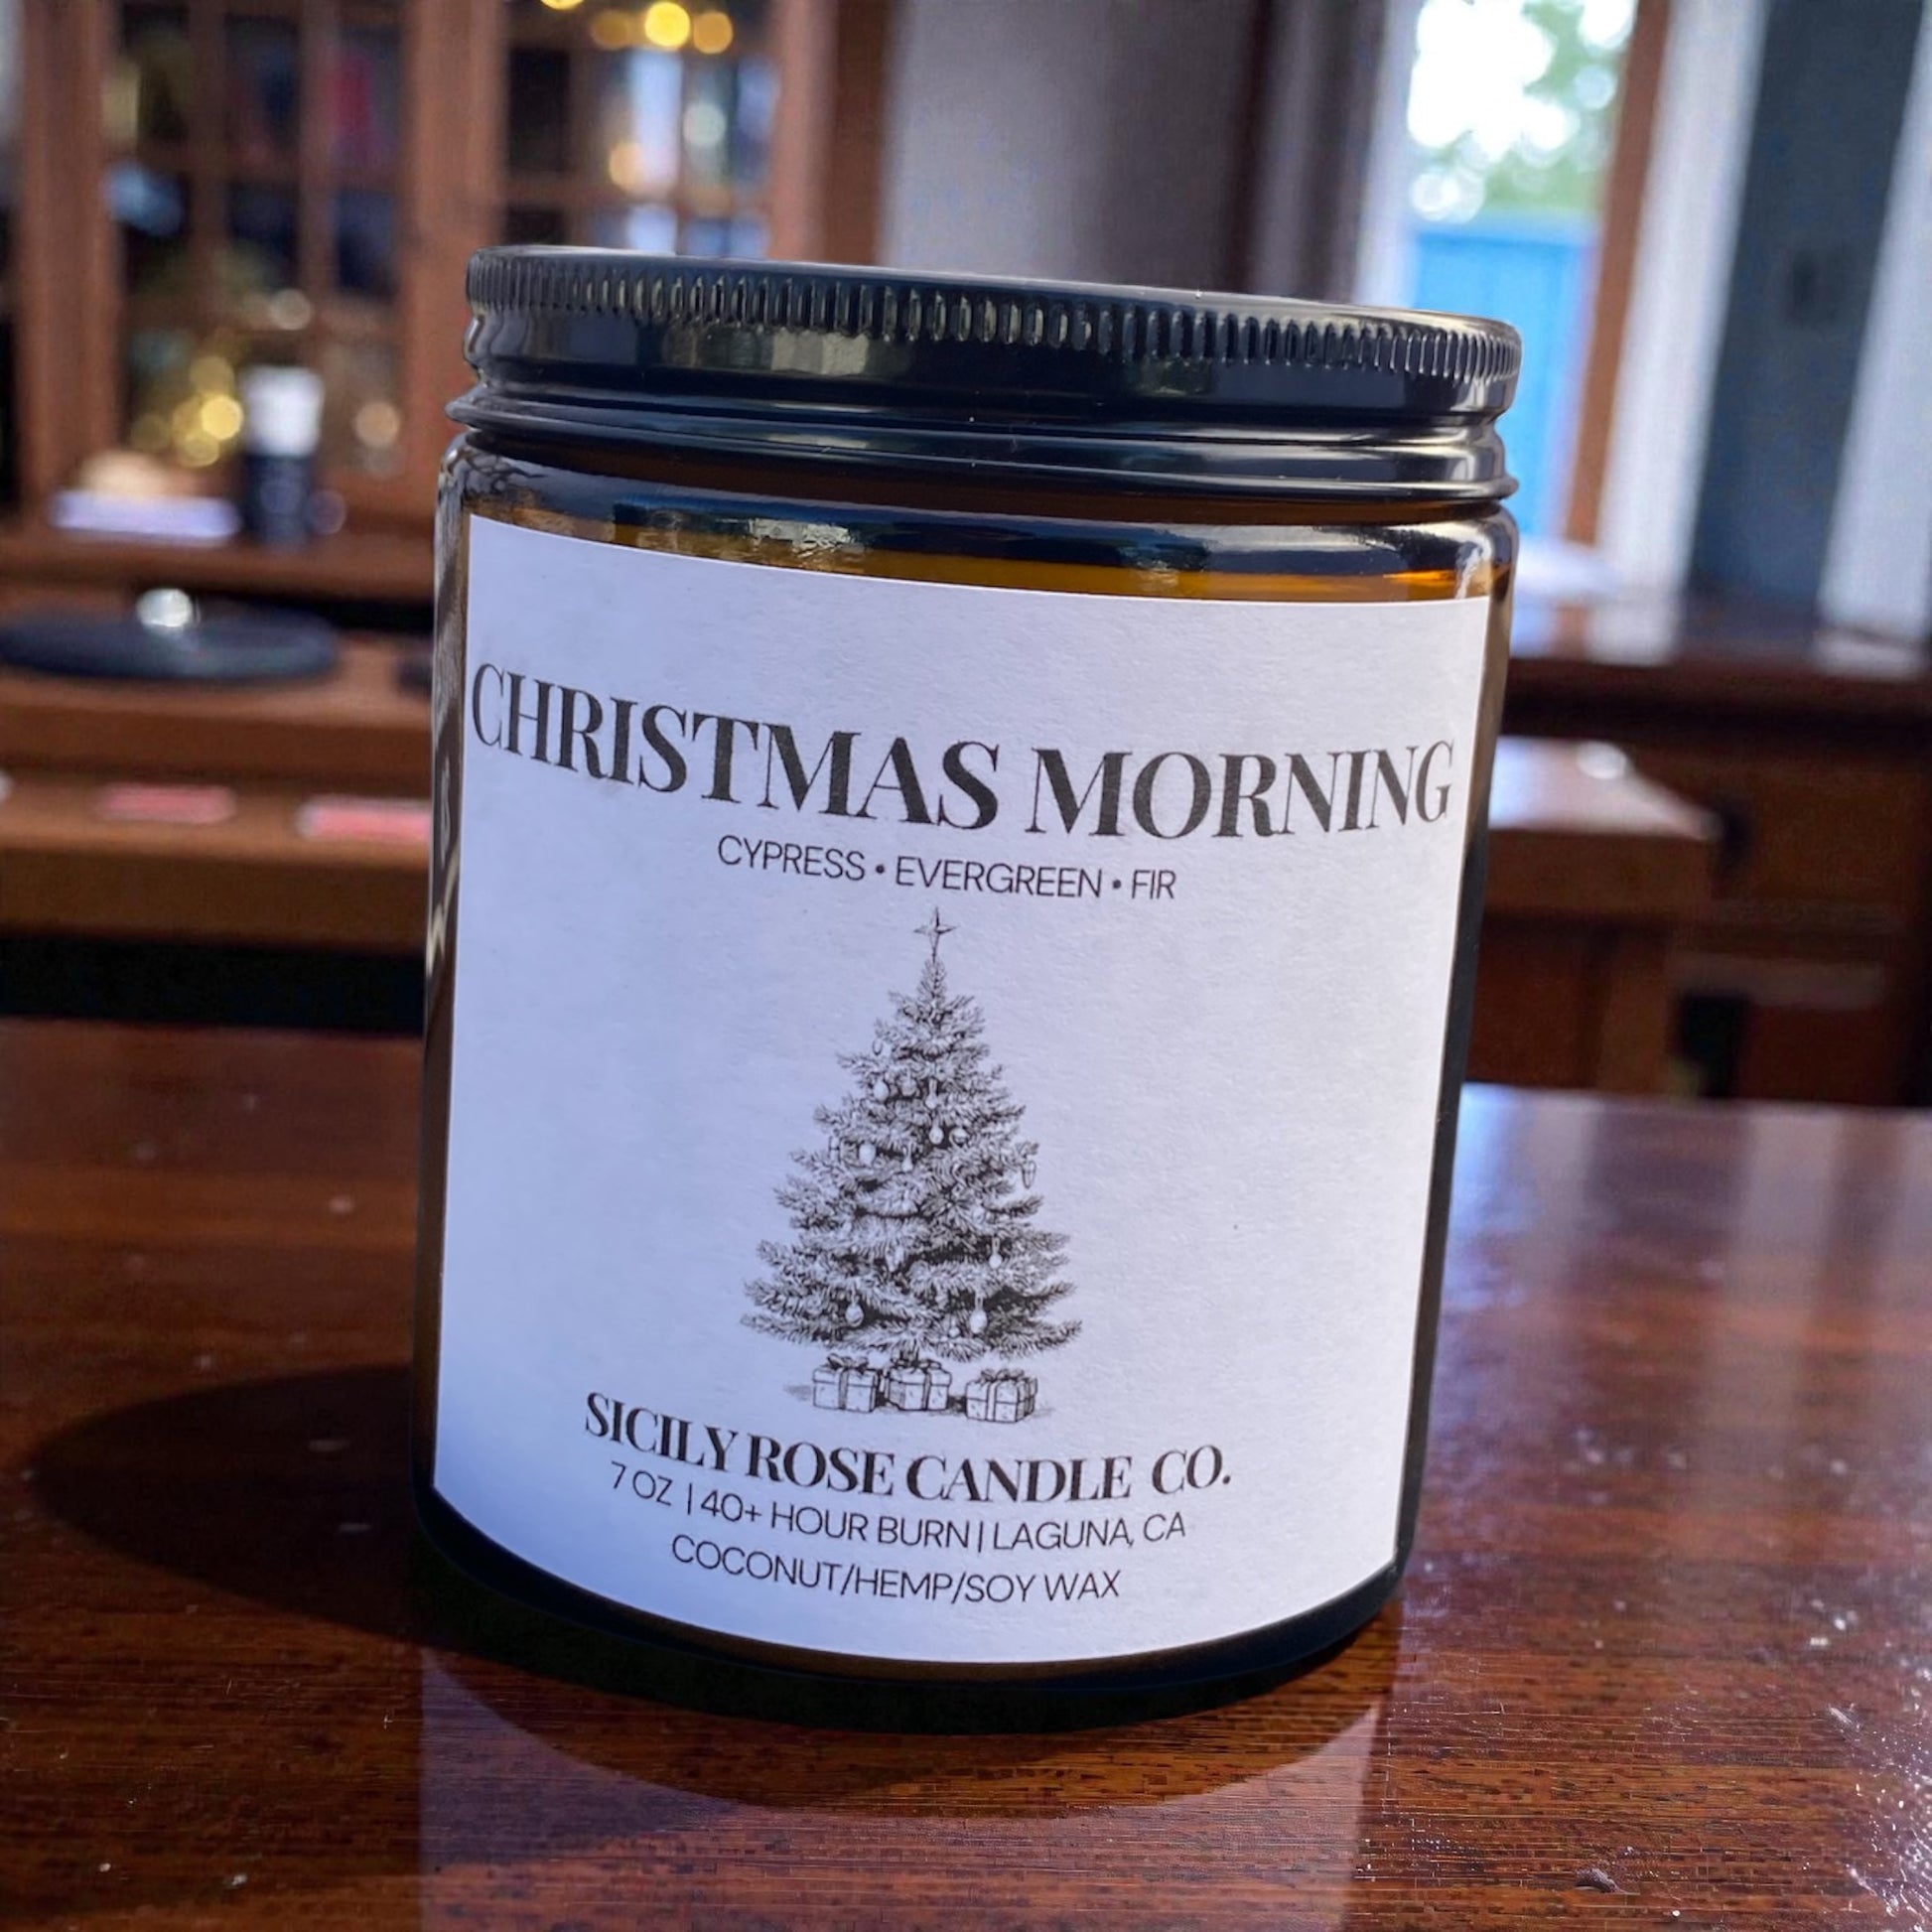 CHRISTMAS MORNING
CYPRESS • EVERGREEN • FIR
SICILY ROSE CANDLE CO.
7 OZ | 40+ HOUR BURN | LAGUNA, CA
COCONUT/HEMP/SOY WAX